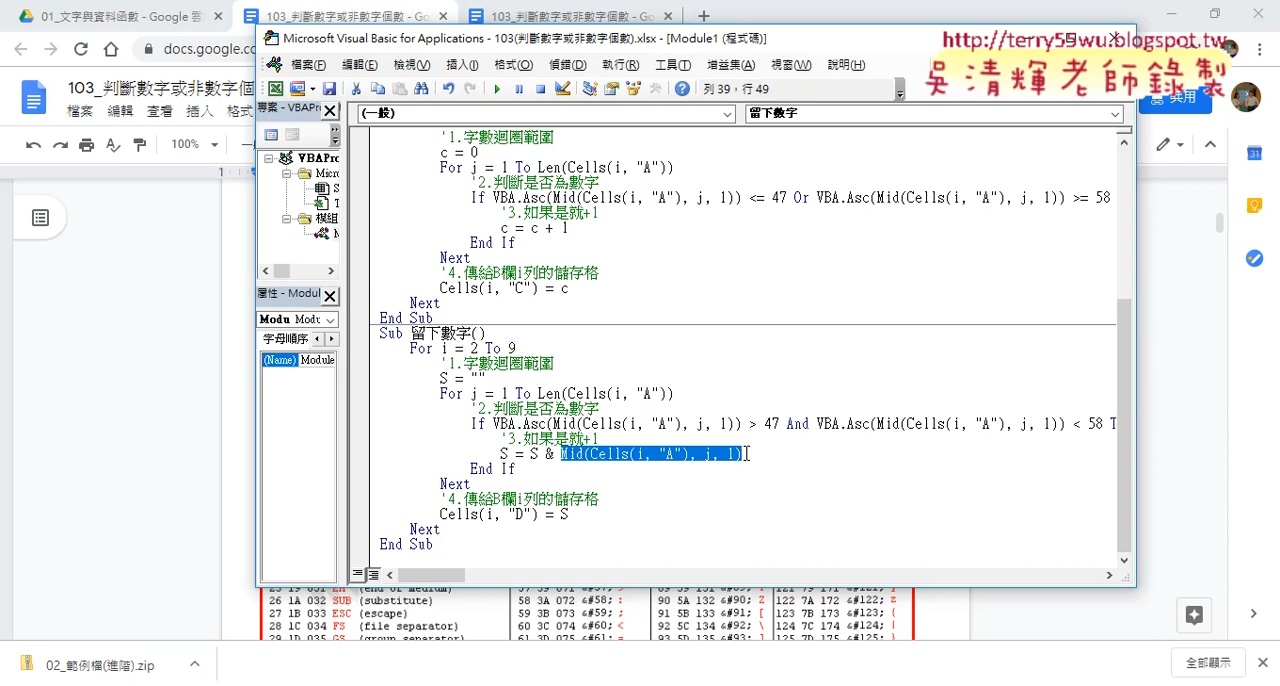 01_文字與資料函數 - Google 雲
103_判斷數字或非數字個數 - Go
103_判斷數字或非數字個數 - Go
docs.google.co
http://terry59wu.blogspot.tw
吳清輝老師錄製
Microsoft Visual Basic for Applications - 103(判斷數字或非數字個數).xlsx - [Module1 (程式碼)]
103_判斷數字或非數字個
檔案 編輯 查看 插入 格式
共用
100%
檔案(F) 編輯(E) 檢視(V) 插入(I) 格式(O) 偵錯(D) 執行(R) 工具(T) 增益集(A) 視窗(W) 說明(H)
列 39，行 49
專案 - VBAPr
(一般)
留下數字
VBAPro
Micro
模組
屬性 - Modul
Modu Modu
字母順序
(Name) Module
'1.字數迴圈範圍
c = 0
For j = 1 To Len(Cells(i, "A"))
'2.判斷是否為數字
If VBA.Asc(Mid(Cells(i, "A"), j, 1)) <= 47 Or VBA.Asc(Mid(Cells(i, "A"), j, 1)) >= 58
'3.如果是就+1
c = c + 1
End If
Next
'4.傳給B欄i列的儲存格
Cells(i, "C") = c
Next
End Sub
Sub 留下數字()
For i = 2 To 9
'1.字數迴圈範圍
S = ""
For j = 1 To Len(Cells(i, "A"))
'2.判斷是否為數字
If VBA.Asc(Mid(Cells(i, "A"), j, 1)) > 47 And VBA.Asc(Mid(Cells(i, "A"), j, 1)) < 58 T
'3.如果是就+1
S = S & Mid(Cells(i, "A"), j, 1)
End If
Next
'4.傳給B欄i列的儲存格
Cells(i, "D") = S
Next
End Sub
26 1A 032 SUB (substitute) 58 3A 072 &#58; : 90 5A 132 &#90; Z 122 7A 172 &#122; z
27 1B 033 ESC (escape) 59 3B 073 &#59; ; 91 5B 133 &#91; [ 123 7B 173 &#123; {
28 1C 034 FS (file separator) 60 3C 074 &#60; < 92 5C 134 &#92; \ 124 7C 174 &#124; |
02_範例檔(進階).zip
全部顯示